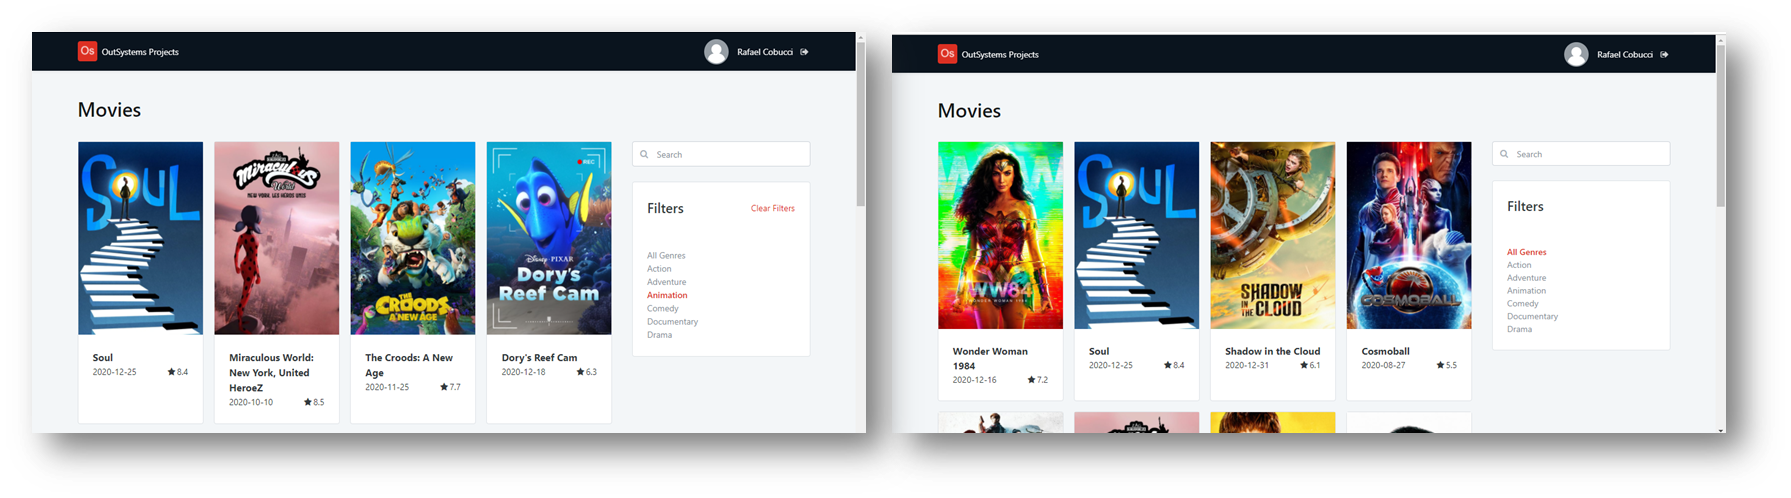 Os OutSystems Projects
Rafael Cobucci
Movies
SOUL
Miraculous
World
NEW YORK, UNITED HEROEZ
THE
CROODS
A NEW AGE
REC
Disney · PIXAR
Dory's
Reef Cam
Soul
2020-12-25 8.4
Miraculous World:
New York, United
HeroeZ
2020-10-10 8.5
The Croods: A New
Age
2020-11-25 7.7
Dory's Reef Cam
2020-12-18 6.3
Search
Filters Clear Filters
All Genres
Action
Adventure
Animation
Comedy
Documentary
Drama
Os OutSystems Projects
Rafael Cobucci
Movies
WW84
WONDER WOMAN 1984
SOUL
SHADOW
IN THE CLOUD
COSMOBALL
Wonder Woman
1984
2020-12-16 7.2
Soul
2020-12-25 8.4
Shadow in the Cloud
2020-12-31 6.1
Cosmoball
2020-08-27 5.5
Search
Filters
All Genres
Action
Adventure
Animation
Comedy
Documentary
Drama